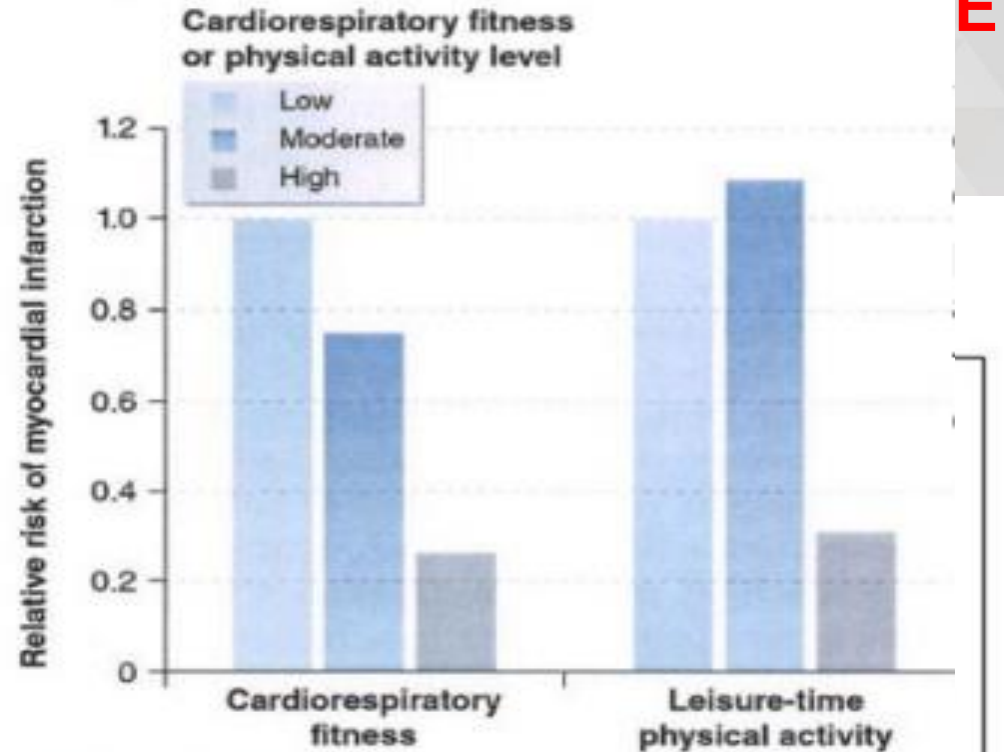 Cardiorespiratory fitness
or physical activity level
E
Low
Moderate
High
Relative risk of myocardial infarction
1.2
1.0
0.8
0.6
0.4
0.2
0
Cardiorespiratory
fitness
Leisure-time
physical activity